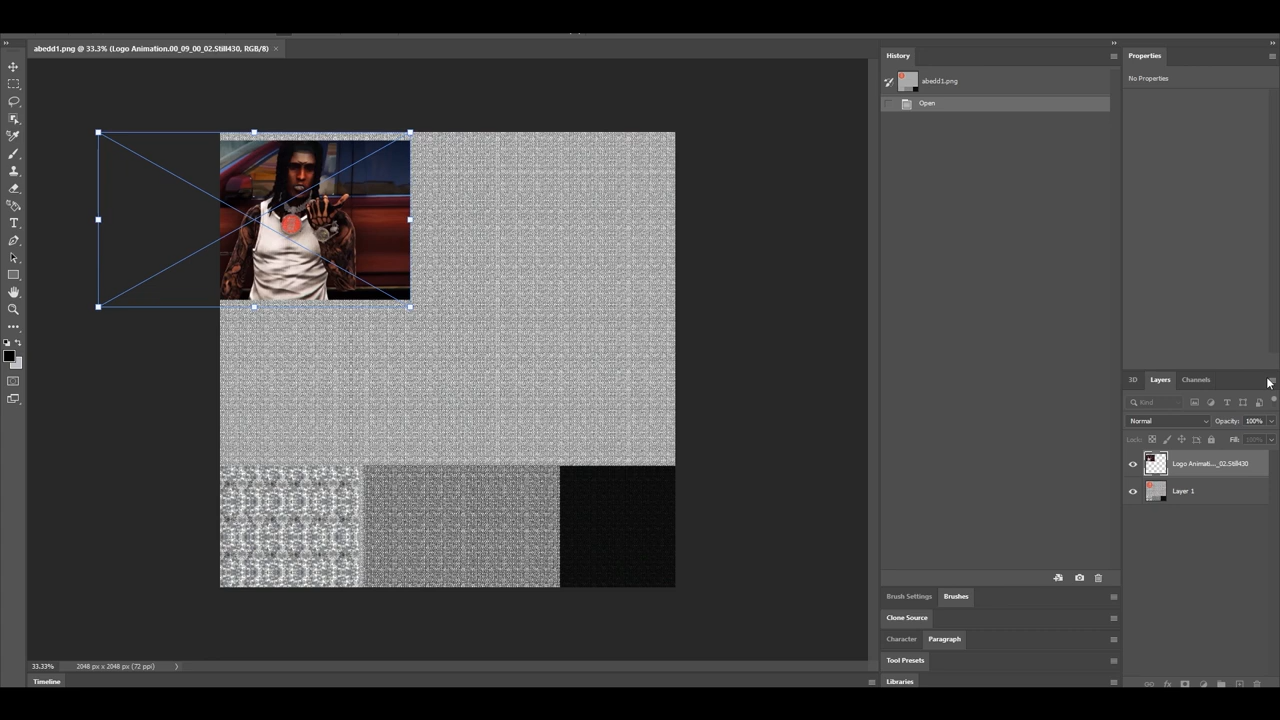 abedd1.png @ 33.3% (Logo Animation.00_09_00_02.Still430, RGB/8)
History
Properties
abedd1.png
No Properties
Open
3D
Layers
Channels
Kind
Normal
Opacity: 100%
Lock:
Fill: 100%
Logo Animati..._02.Still430
Layer 1
Brush Settings
Brushes
Clone Source
Character
Paragraph
Tool Presets
33.33%
2048 px x 2048 px (72 ppi)
Timeline
Libraries